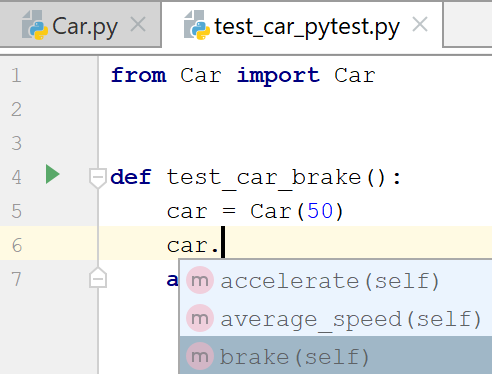 Car.py test_car_pytest.py
1 from Car import Car
2
3
4 def test_car_brake():
5 car = Car(50)
6 car.
7 a
m accelerate(self)
m average_speed(self)
m brake(self)